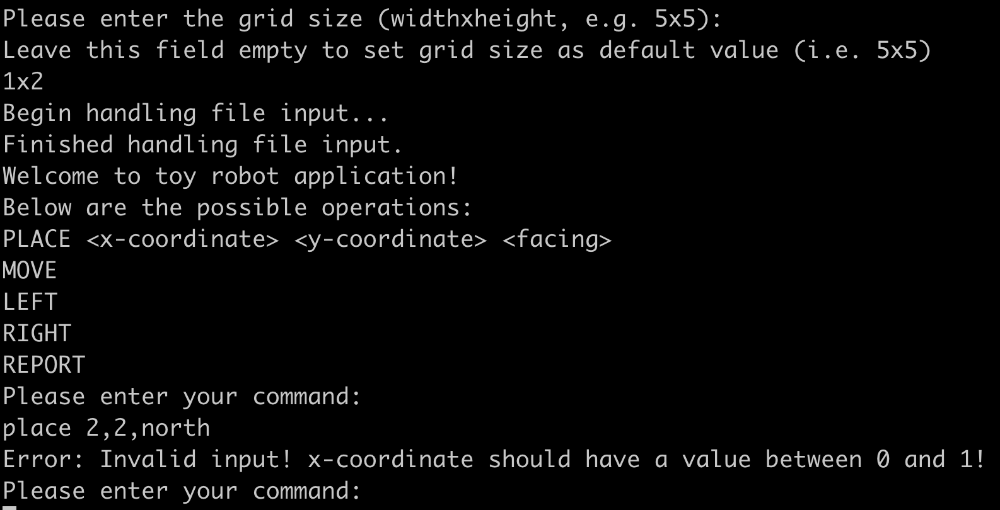 Please enter the grid size (widthxheight, e.g. 5x5):
Leave this field empty to set grid size as default value (i.e. 5x5)
1x2
Begin handling file input...
Finished handling file input.
Welcome to toy robot application!
Below are the possible operations:
PLACE <x-coordinate> <y-coordinate> <facing>
MOVE
LEFT
RIGHT
REPORT
Please enter your command:
place 2,2,north
Error: Invalid input! x-coordinate should have a value between 0 and 1!
Please enter your command: